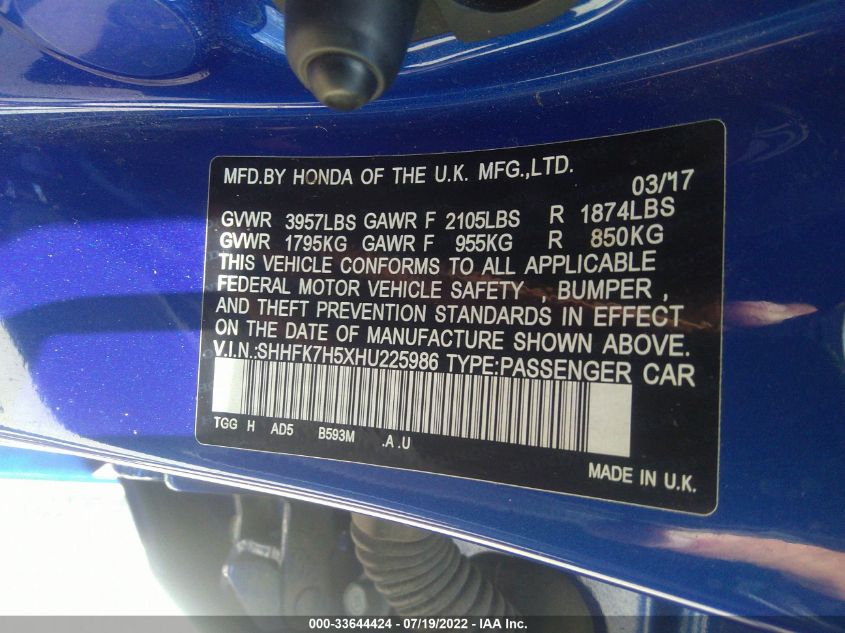 MFD.BY HONDA OF THE U.K. MFG.,LTD.
03/17
GVWR 3957LBS GAWR F 2105LBS R 1874LBS
GVWR 1795KG GAWR F 955KG R 850KG
THIS VEHICLE CONFORMS TO ALL APPLICABLE
FEDERAL MOTOR VEHICLE SAFETY , BUMPER ,
AND THEFT PREVENTION STANDARDS IN EFFECT
ON THE DATE OF MANUFACTURE SHOWN ABOVE.
V.I.N.:SHHFK7H5XHU225986 TYPE:PASSENGER CAR
TGG H AD5 B593M .A .U
MADE IN U.K.
000-33644424 - 07/19/2022 - IAA Inc.